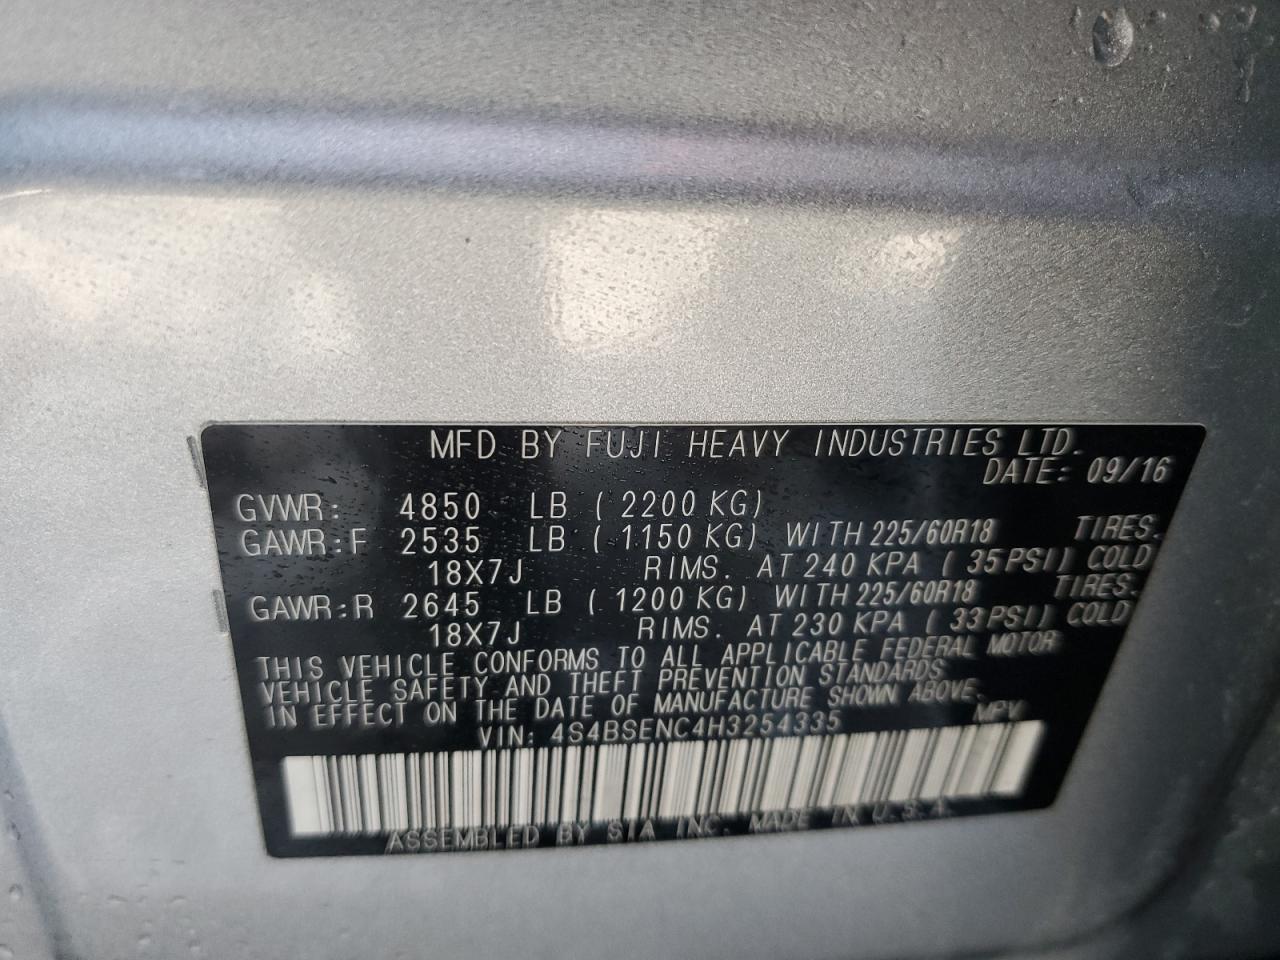 MFD BY FUJI HEAVY INDUSTRIES LTD.
DATE: 09/16
GVWR: 4850 LB ( 2200 KG)
GAWR:F 2535 LB ( 1150 KG) WITH 225/60R18 TIRES.
18X7J RIMS. AT 240 KPA ( 35PSI) COLD
GAWR:R 2645 LB ( 1200 KG) WITH 225/60R18 TIRES.
18X7J RIMS. AT 230 KPA ( 33PSI) COLD
THIS VEHICLE CONFORMS TO ALL APPLICABLE FEDERAL MOTOR
VEHICLE SAFETY AND THEFT PREVENTION STANDARDS
IN EFFECT ON THE DATE OF MANUFACTURE SHOWN ABOVE.
VIN: 4S4BSENC4H3254335 MPV
ASSEMBLED BY SIA INC. MADE IN U.S.A.